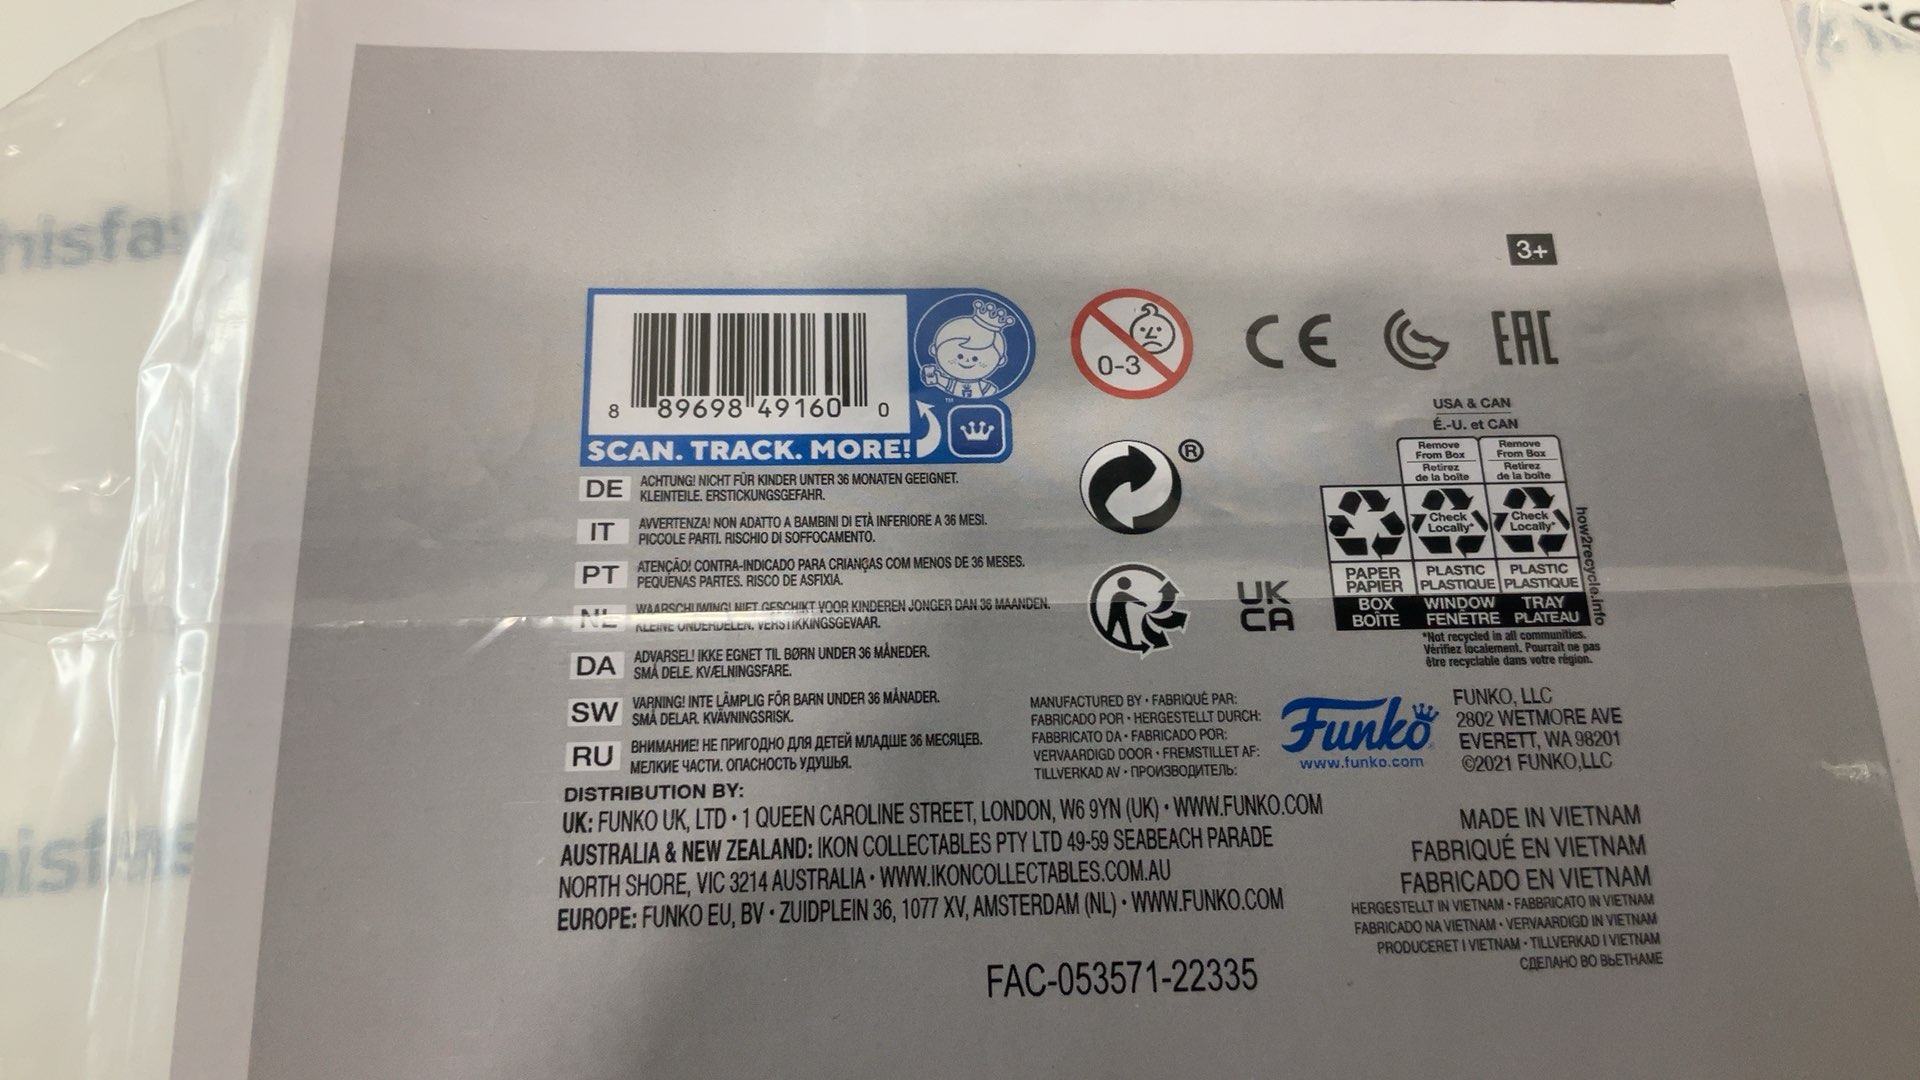 3+
8 89698 49160 0
SCAN. TRACK. MORE!
™
0-3
CE
EAC
USA & CAN
É.-U. et CAN
Remove From Box Retirez de la boîte
Remove From Box Retirez de la boîte
Check Locally*
Check Locally*
PAPER PAPIER
PLASTIC PLASTIQUE
PLASTIC PLASTIQUE
BOX BOÎTE
WINDOW FENÊTRE
TRAY PLATEAU
how2recycle.info
*Not recycled in all communities.
Vérifiez localement. Pourrait ne pas
être recyclable dans votre région.
®
UK
CA
DE ACHTUNG! NICHT FÜR KINDER UNTER 36 MONATEN GEEIGNET.
KLEINTEILE. ERSTICKUNGSGEFAHR.
IT AVVERTENZA! NON ADATTO A BAMBINI DI ETÀ INFERIORE A 36 MESI.
PICCOLE PARTI. RISCHIO DI SOFFOCAMENTO.
PT ATENÇÃO! CONTRA-INDICADO PARA CRIANÇAS COM MENOS DE 36 MESES.
PEQUENAS PARTES. RISCO DE ASFIXIA.
NL WAARSCHUWING! NIET GESCHIKT VOOR KINDEREN JONGER DAN 36 MAANDEN.
KLEINE ONDERDELEN. VERSTIKKINGSGEVAAR.
DA ADVARSEL! IKKE EGNET TIL BØRN UNDER 36 MÅNEDER.
SMÅ DELE. KVÆLNINGSFARE.
SW VARNING! INTE LÄMPLIG FÖR BARN UNDER 36 MÅNADER.
SMÅ DELAR. KVÄVNINGSRISK.
RU ВНИМАНИЕ! НЕ ПРИГОДНО ДЛЯ ДЕТЕЙ МЛАДШЕ 36 МЕСЯЦЕВ.
МЕЛКИЕ ЧАСТИ. ОПАСНОСТЬ УДУШЬЯ.
MANUFACTURED BY • FABRIQUÉ PAR:
FABRICADO POR • HERGESTELLT DURCH:
FABBRICATO DA • FABRICADO POR:
VERVAARDIGD DOOR • FREMSTILLET AF:
TILLVERKAD AV • ПРОИЗВОДИТЕЛЬ:
Funko
www.funko.com
FUNKO, LLC
2802 WETMORE AVE
EVERETT, WA 98201
©2021 FUNKO,LLC
DISTRIBUTION BY:
UK: FUNKO UK, LTD • 1 QUEEN CAROLINE STREET, LONDON, W6 9YN (UK) • WWW.FUNKO.COM
AUSTRALIA & NEW ZEALAND: IKON COLLECTABLES PTY LTD 49-59 SEABEACH PARADE
NORTH SHORE, VIC 3214 AUSTRALIA • WWW.IKONCOLLECTABLES.COM.AU
EUROPE: FUNKO EU, BV • ZUIDPLEIN 36, 1077 XV, AMSTERDAM (NL) • WWW.FUNKO.COM
MADE IN VIETNAM
FABRIQUÉ EN VIETNAM
FABRICADO EN VIETNAM
HERGESTELLT IN VIETNAM • FABBRICATO IN VIETNAM
FABRICADO NA VIETNAM • VERVAARDIGD IN VIETNAM
PRODUCERET I VIETNAM • TILLVERKAD I VIETNAM
СДЕЛАНО ВО ВЬЕТНАМЕ
FAC-053571-22335